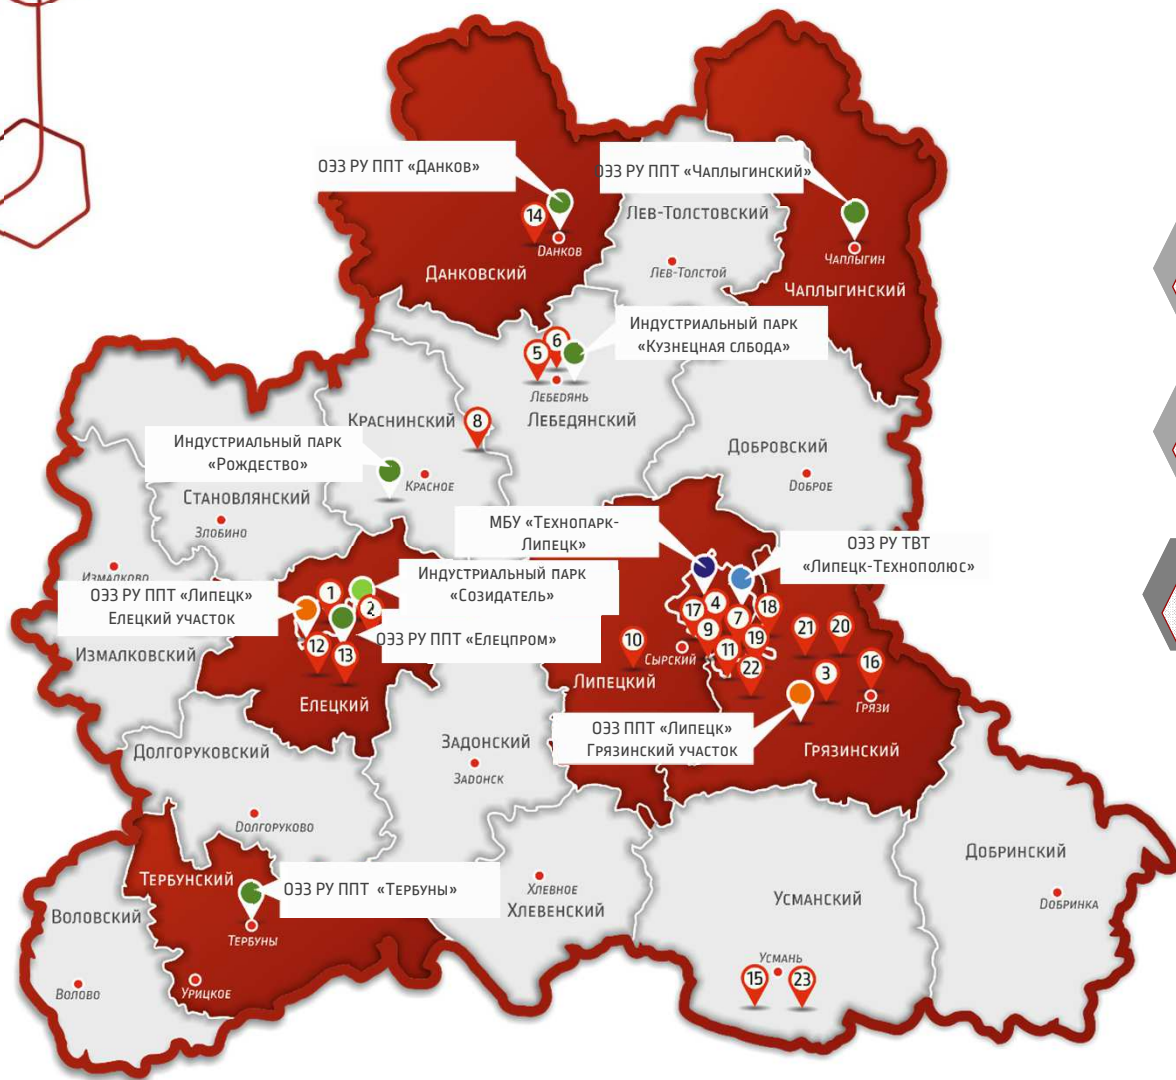 ОЭЗ РУ ППТ «Данков»
ОЭЗ РУ ППТ «Чаплыгинский»
Лев-Толстовский
14
Данков
Чаплыгин
Лев-Толстой
Данковский
Чаплыгинский
Индустриальный парк
«Кузнецная слбода»
6
5
Лебедянь
Лебедянский
Краснинский
8
Индустриальный парк
«Рождество»
Красное
Добровский
Доброе
Становлянский
Злобино
МБУ «Технопарк-
Липецк»
ОЭЗ РУ ТВТ
«Липецк-Технополюс»
Измалково
ОЭЗ РУ ППТ «Липецк»
Елецкий участок
Индустриальный парк
«Созидатель»
1
2
ОЭЗ РУ ППТ «Елецпром»
12
13
Измалковский
Елецкий
17
4
7
18
9
19
11
22
10
21
20
3
16
Сырский
Липецкий
Грязи
ОЭЗ ППТ «Липецк»
Грязинский участок
Грязинский
Долгоруковский
Задонский
Задонск
Долгоруково
Тербунский
ОЭЗ РУ ППТ «Тербуны»
Тербуны
Воловский
Волово
Урицкое
Хлевное
Хлевенский
Усманский
Усмань
15
23
Добринский
Добринка